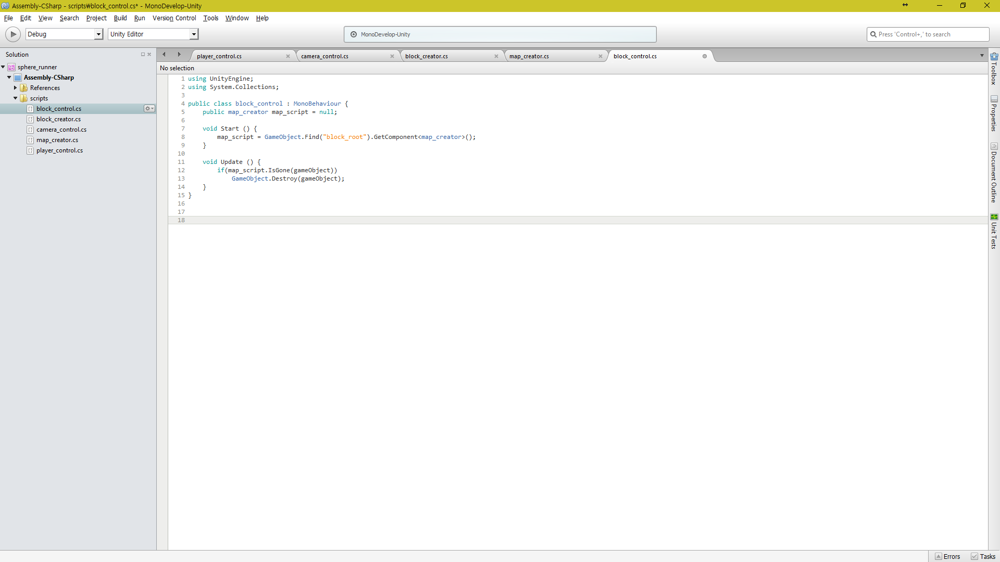 Assembly-CSharp - scripts₩block_control.cs* - MonoDevelop-Unity
File Edit View Search Project Build Run Version Control Tools Window Help
Debug Unity Editor MonoDevelop-Unity Press 'Control+,' to search
Solution
sphere_runner
Assembly-CSharp
References
scripts
block_control.cs
block_creator.cs
camera_control.cs
map_creator.cs
player_control.cs
player_control.cs camera_control.cs block_creator.cs map_creator.cs block_control.cs
No selection
1 using UnityEngine;
2 using System.Collections;
3
4 public class block_control : MonoBehaviour {
5 public map_creator map_script = null;
6
7 void Start () {
8 map_script = GameObject.Find("block_root").GetComponent<map_creator>();
9 }
10
11 void Update () {
12 if(map_script.IsGone(gameObject))
13 GameObject.Destroy(gameObject);
14 }
15 }
16
17
18
Toolbox
Properties
Document Outline
Unit Tests
Errors Tasks